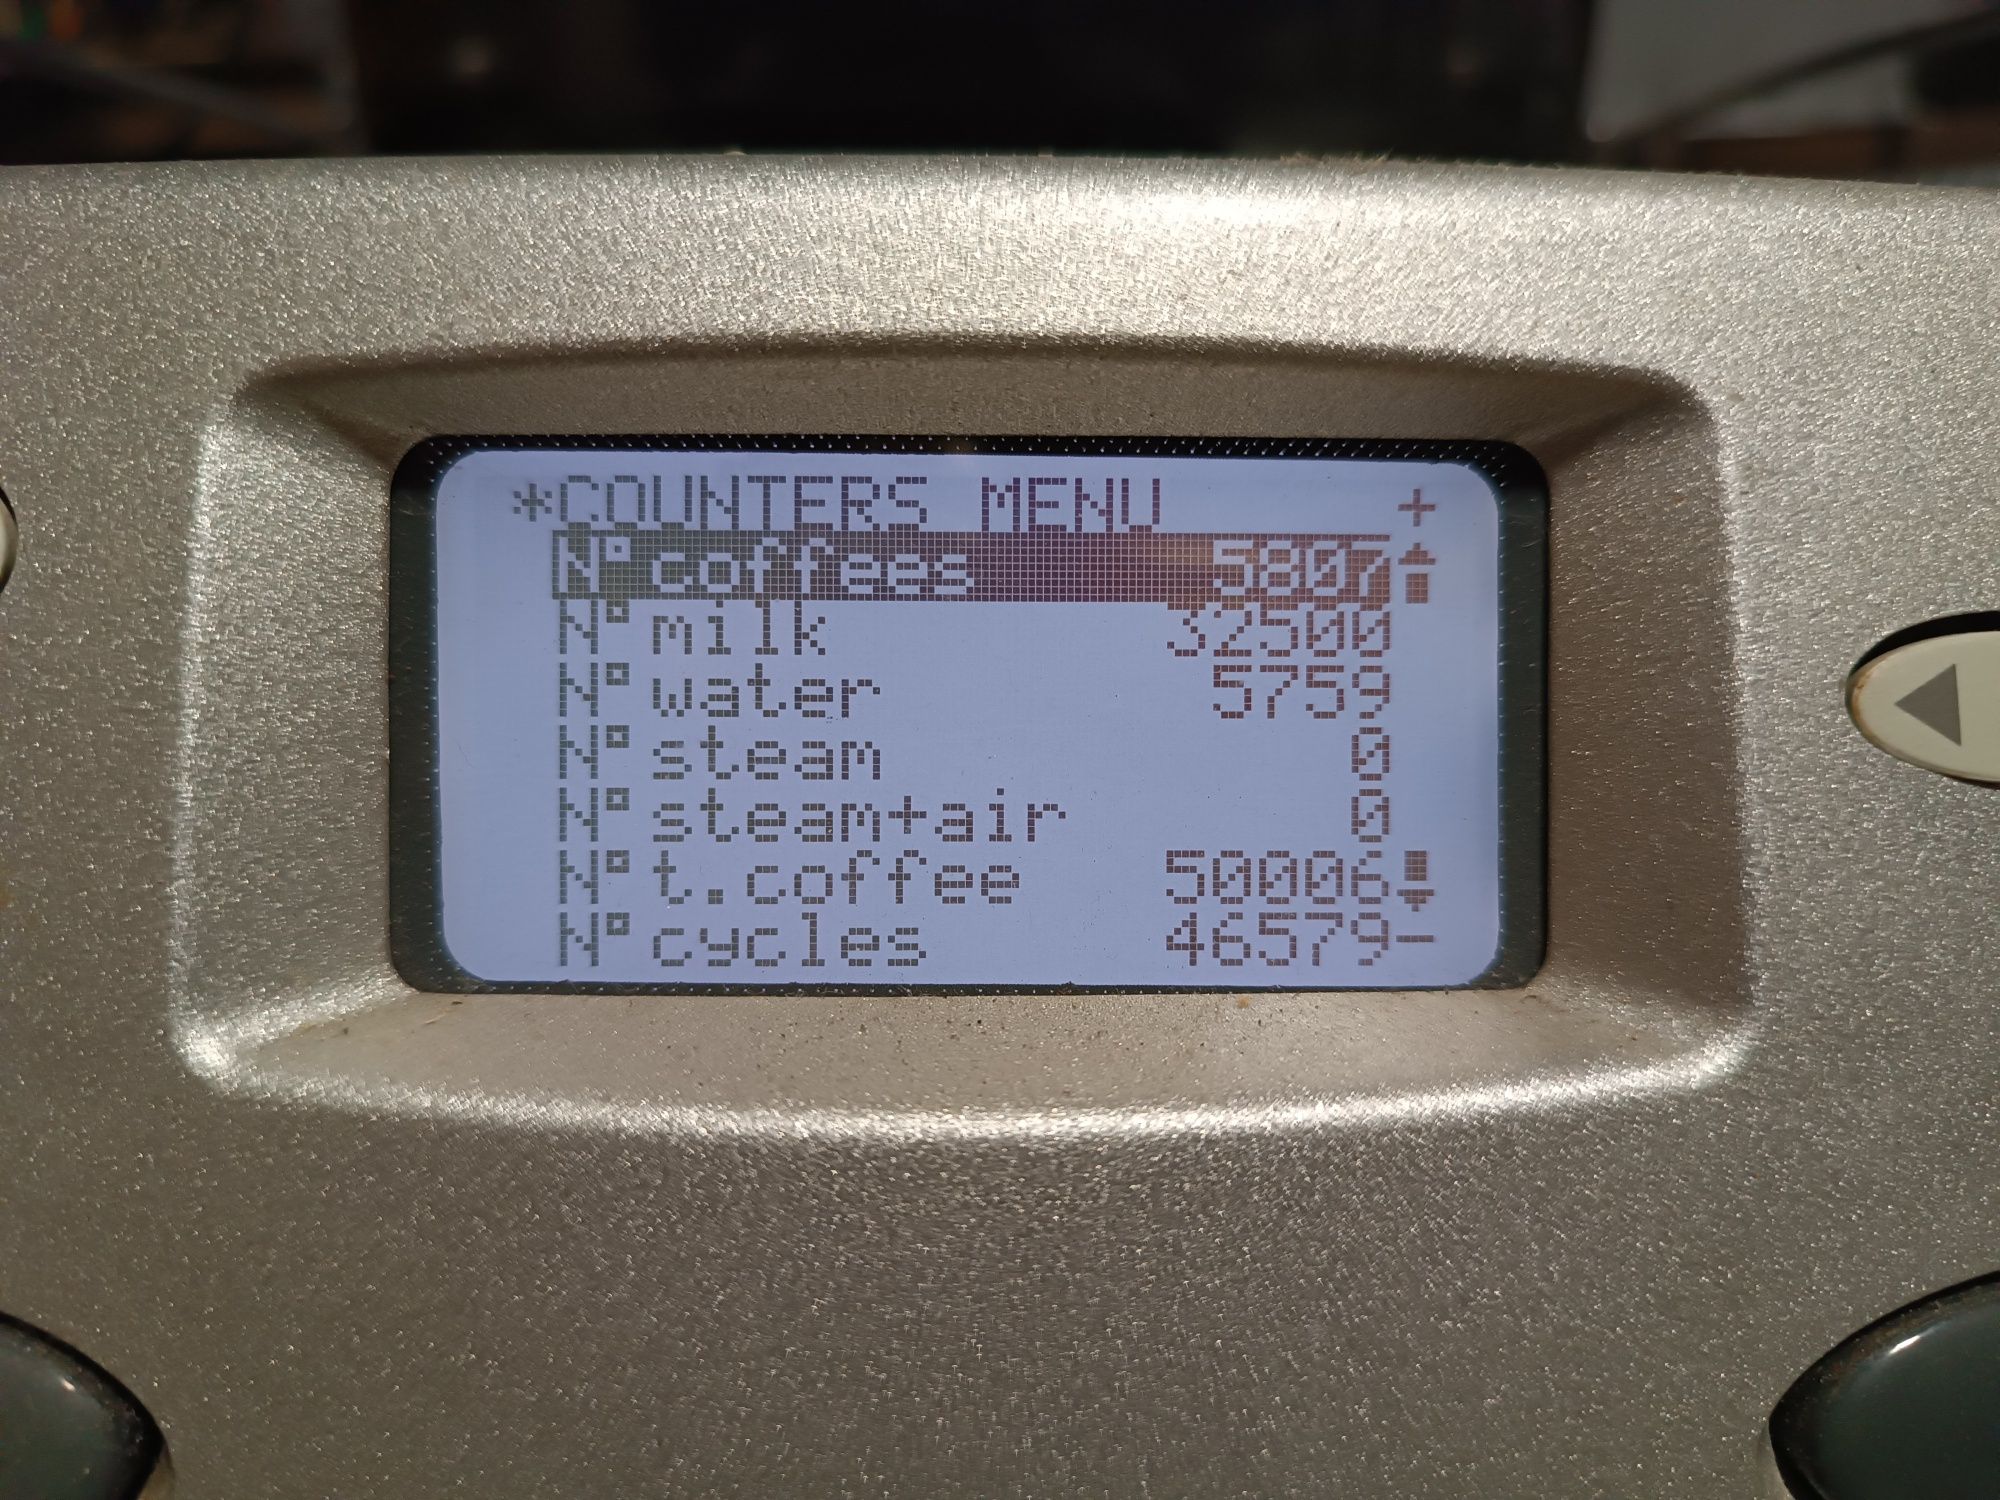 *COUNTERS MENU +
N° coffees 5807
N° milk 32500
N° water 5759
N° steam 0
N° steam+air 0
N° t.coffee 50006
N° cycles 46579-